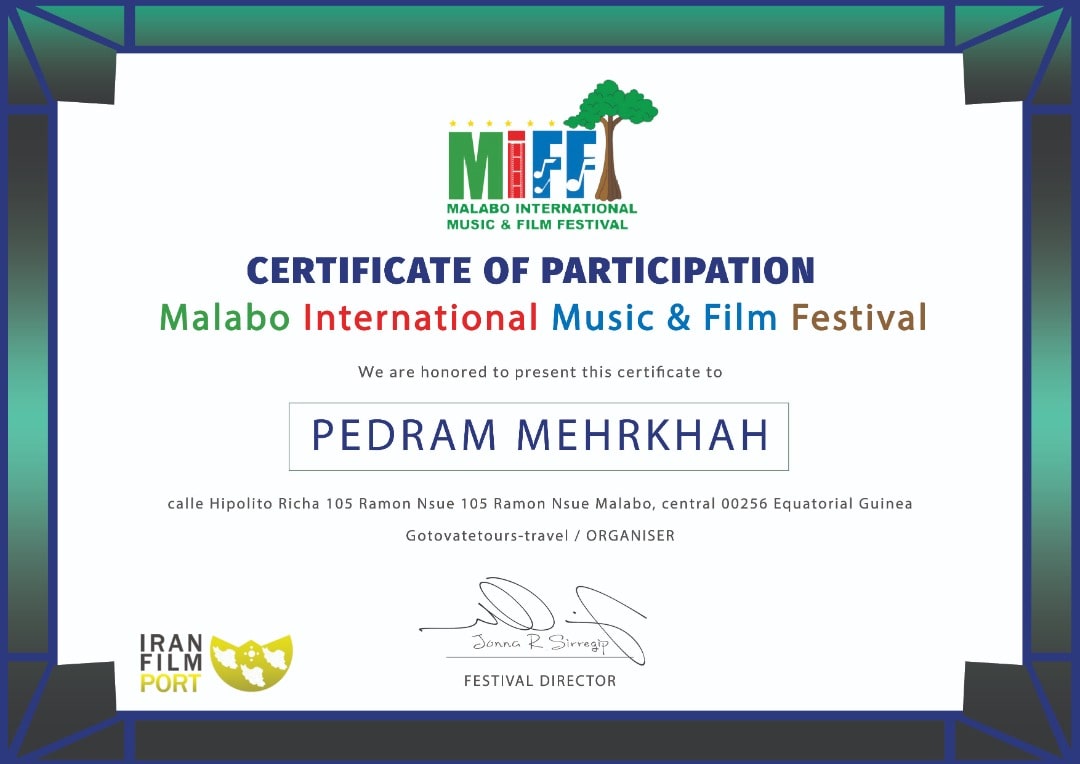 MiFF
MALABO INTERNATIONAL
MUSIC & FILM FESTIVAL
CERTIFICATE OF PARTICIPATION
Malabo International Music & Film Festival
We are honored to present this certificate to
PEDRAM MEHRKHAH
calle Hipolito Richa 105 Ramon Nsue 105 Ramon Nsue Malabo, central 00256 Equatorial Guinea
Gotovatetours-travel / ORGANISER
Janna R Sirregip
FESTIVAL DIRECTOR
IRAN
FILM
PORT